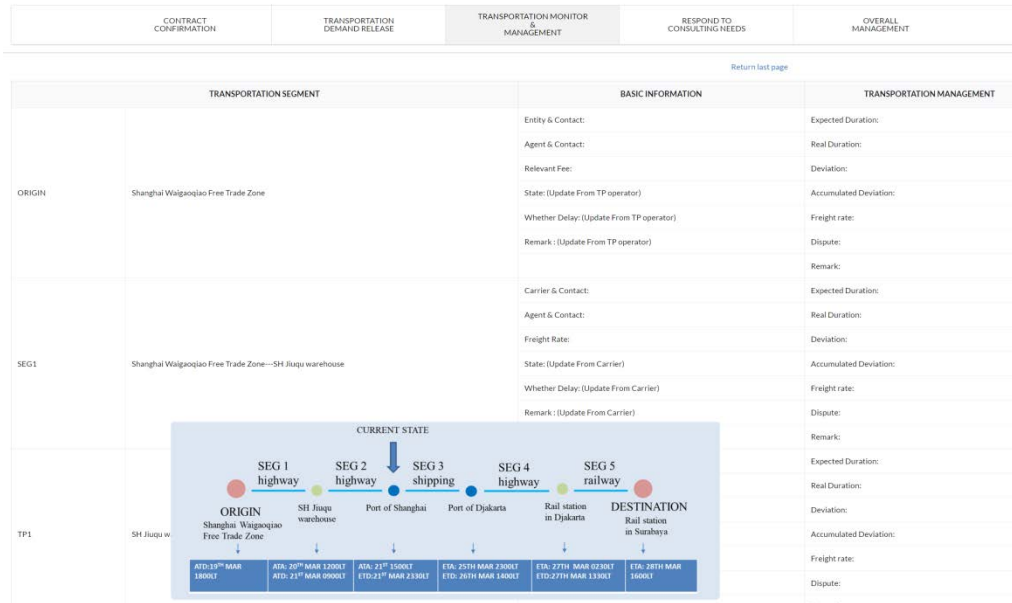 CONTRACT
CONFIRMATION
TRANSPORTATION
DEMAND RELEASE
TRANSPORTATION MONITOR
&
MANAGEMENT
RESPOND TO
CONSULTING NEEDS
OVERALL
MANAGEMENT
Return last page
TRANSPORTATION SEGMENT
BASIC INFORMATION
TRANSPORTATION MANAGEMENT
ORIGIN
Shanghai Waigaoqiao Free Trade Zone
Entity & Contact:
Agent & Contact:
Relevant Fee:
State: (Update From TP operator)
Whether Delay: (Update From TP operator)
Remark : (Update From TP operator)
Expected Duration:
Real Duration:
Deviation:
Accumulated Deviation:
Freight rate:
Dispute:
Remark:
SEG1
Shanghai Waigaoqiao Free Trade Zone---SH Jiuqu warehouse
Carrier & Contact:
Agent & Contact:
Freight Rate:
State: (Update From Carrier)
Whether Delay: (Update From Carrier)
Remark : (Update From Carrier)
Expected Duration:
Real Duration:
Deviation:
Accumulated Deviation:
Freight rate:
Dispute:
Remark:
TP1
SH Jiuqu w
Expected Duration:
Real Duration:
Deviation:
Accumulated Deviation:
Freight rate:
Dispute:
CURRENT STATE
SEG 1
highway
SEG 2
highway
SEG 3
shipping
SEG 4
highway
SEG 5
railway
ORIGIN
Shanghai Waigaoqiao
Free Trade Zone
SH Jiuqu
warehouse
Port of Shanghai
Port of Djakarta
Rail station
in Djakarta
DESTINATION
Rail station
in Surabaya
ATD:19TH MAR
1800LT
ATA: 20TH MAR 1200LT
ATD: 21ST MAR 0900LT
ATA: 21ST 1500LT
ETD:21ST MAR 2330LT
ETA: 25TH MAR 2300LT
ETD: 26TH MAR 1400LT
ETA: 27TH MAR 0230LT
ETD:27TH MAR 1330LT
ETA: 28TH MAR
1600LT